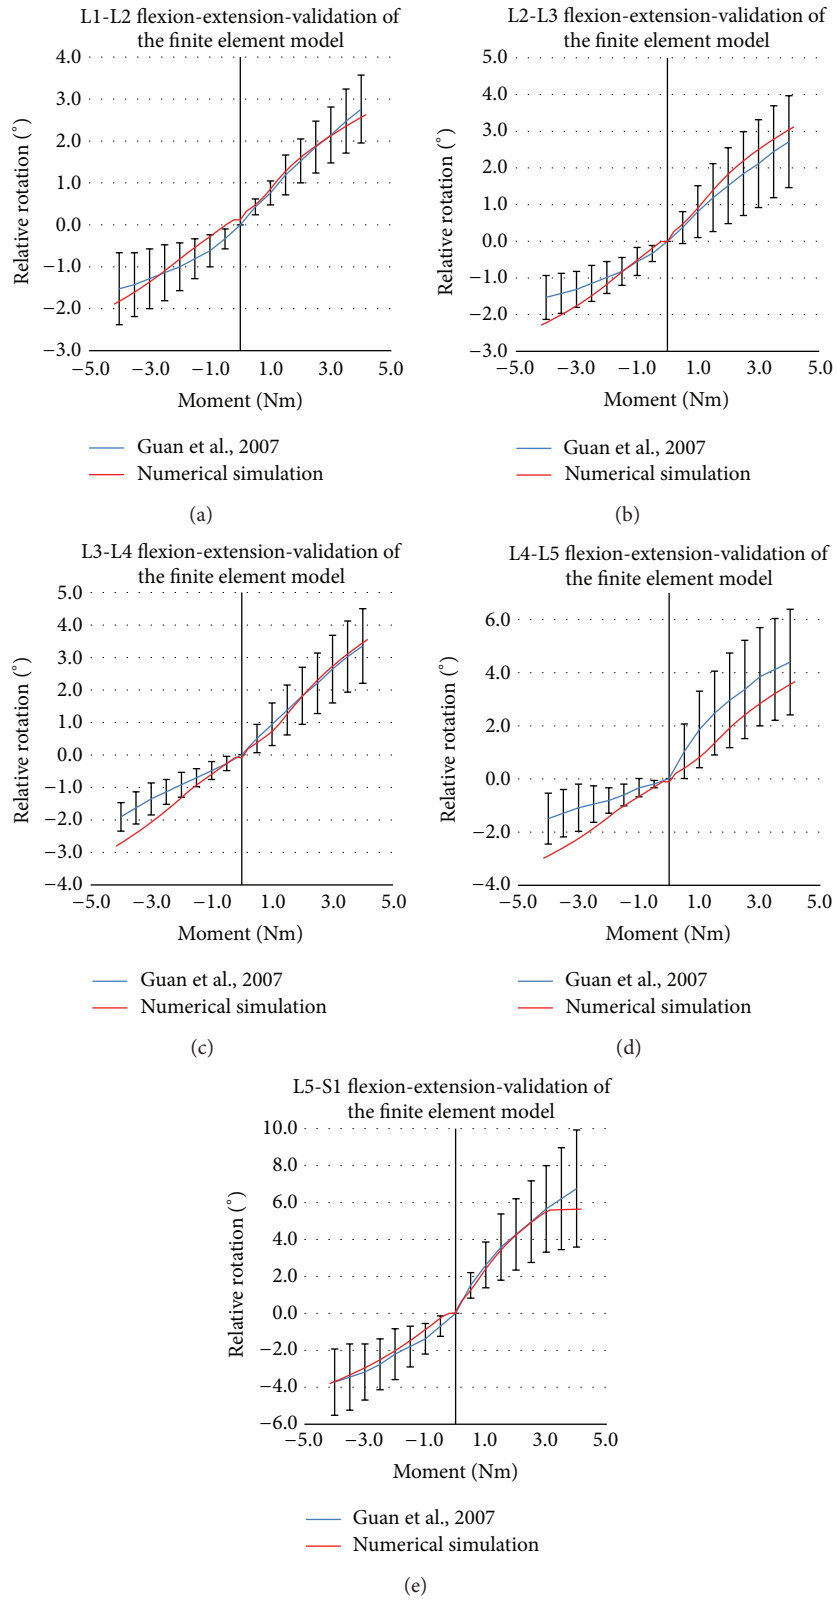 L1-L2 flexion-extension-validation of
the finite element model
4.0
3.0
2.0
1.0
0.0
−1.0
−2.0
−3.0
−5.0 −3.0 −1.0 1.0 3.0 5.0
Relative rotation (°)
Moment (Nm)
Guan et al., 2007
Numerical simulation
(a)
L2-L3 flexion-extension-validation of
the finite element model
5.0
4.0
3.0
2.0
1.0
0.0
−1.0
−2.0
−3.0
−5.0 −3.0 −1.0 1.0 3.0 5.0
Relative rotation (°)
Moment (Nm)
Guan et al., 2007
Numerical simulation
(b)
L3-L4 flexion-extension-validation of
the finite element model
5.0
4.0
3.0
2.0
1.0
0.0
−1.0
−2.0
−3.0
−4.0
−5.0 −3.0 −1.0 1.0 3.0 5.0
Relative rotation (°)
Moment (Nm)
Guan et al., 2007
Numerical simulation
(c)
L4-L5 flexion-extension-validation of
the finite element model
6.0
4.0
2.0
0.0
−2.0
−4.0
−5.0 −3.0 −1.0 1.0 3.0 5.0
Relative rotation (°)
Moment (Nm)
Guan et al., 2007
Numerical simulation
(d)
L5-S1 flexion-extension-validation of
the finite element model
10.0
8.0
6.0
4.0
2.0
0.0
−2.0
−4.0
−6.0
−5.0 −3.0 −1.0 1.0 3.0 5.0
Relative rotation (°)
Moment (Nm)
Guan et al., 2007
Numerical simulation
(e)